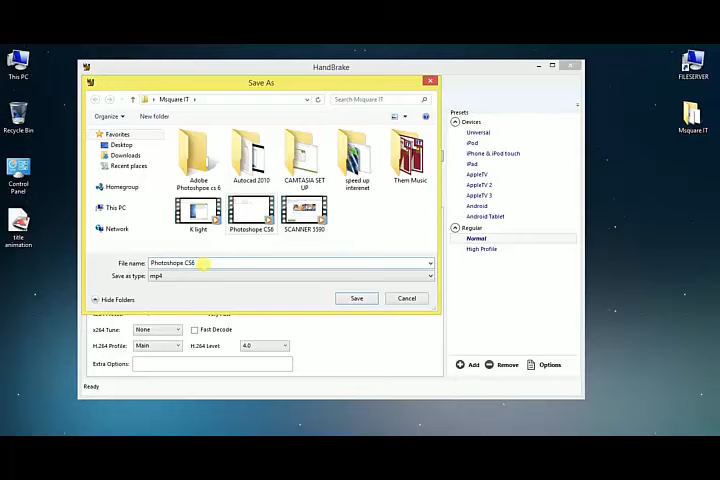 HandBrake
Save As
Msquare IT
Search Msquare IT
Organize
New folder
Favorites
Desktop
Downloads
Recent places
Homegroup
This PC
Network
Adobe
Photoshpoe cs 6
Autocad 2010
CAMTASIA SET
UP
speed up
interenet
Them Music
K light
Photoshope CS6
SCANNER 5590
File name:
Photoshope CS6
Save as type:
mp4
Hide Folders
Save
Cancel
x264 Tune:
None
Fast Decode
H.264 Profile:
Main
H.264 Level:
4.0
Extra Options:
Ready
Presets
Devices
Universal
iPod
iPhone & iPod touch
iPad
AppleTV
AppleTV 2
AppleTV 3
Android
Android Tablet
Regular
Normal
High Profile
Add
Remove
Options
This PC
Recycle Bin
Control
Panel
title
animation
FILESERVER
Msquare IT